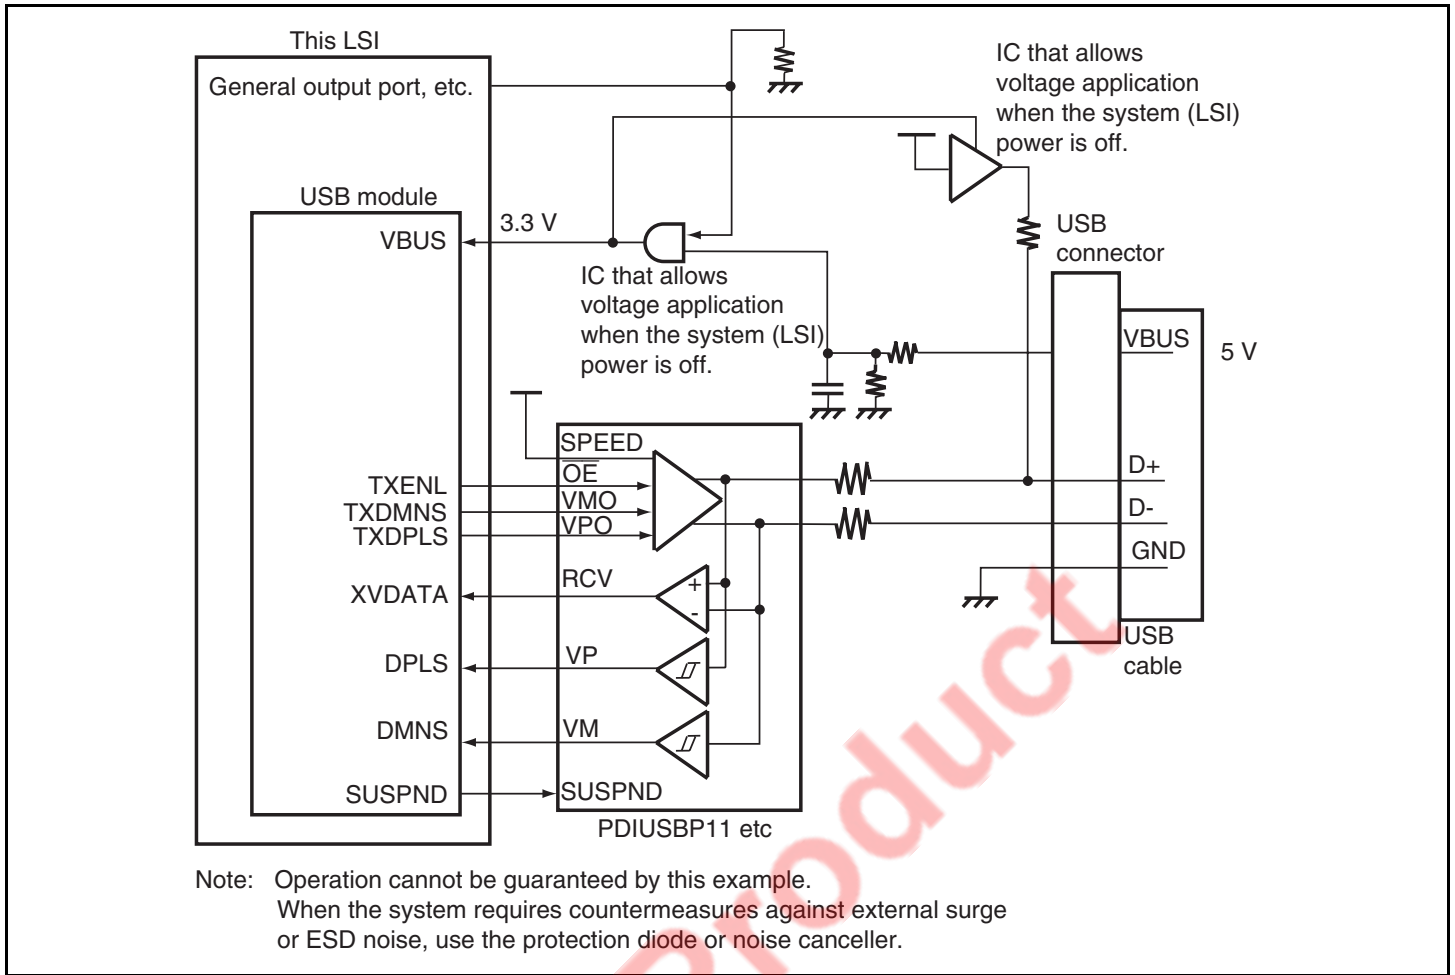 This LSI
General output port, etc.
IC that allows
voltage application
when the system (LSI)
power is off.
USB module
VBUS
3.3 V
USB
connector
IC that allows
voltage application
when the system (LSI)
power is off.
VBUS
5 V
SPEED
OE
TXENL
VMO
TXDMNS
VPO
TXDPLS
D+
D-
GND
RCV
+
-
XVDATA
USB
cable
VP
DPLS
VM
DMNS
SUSPND
SUSPND
PDIUSBP11 etc
Note: Operation cannot be guaranteed by this example.
When the system requires countermeasures against external surge
or ESD noise, use the protection diode or noise canceller.
Product